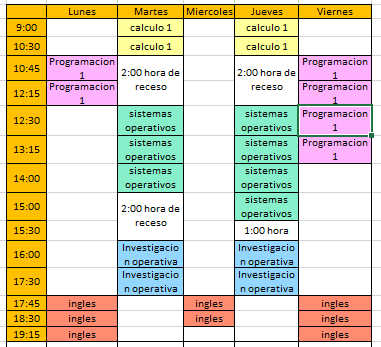 Lunes Martes Miercoles Jueves Viernes
9:00 calculo 1 calculo 1
10:30 calculo 1 calculo 1
10:45 Programacion 1 2:00 hora de receso 2:00 hora de receso Programacion 1
12:15 Programacion 1 Programacion 1
12:30 sistemas operativos sistemas operativos Programacion 1
13:15 sistemas operativos sistemas operativos Programacion 1
14:00 sistemas operativos sistemas operativos
15:00 2:00 hora de receso sistemas operativos
15:30 1:00 hora
16:00 Investigacio n operativa Investigacio n operativa
17:30 Investigacio n operativa Investigacio n operativa
17:45 ingles ingles ingles
18:30 ingles ingles ingles
19:15 ingles ingles